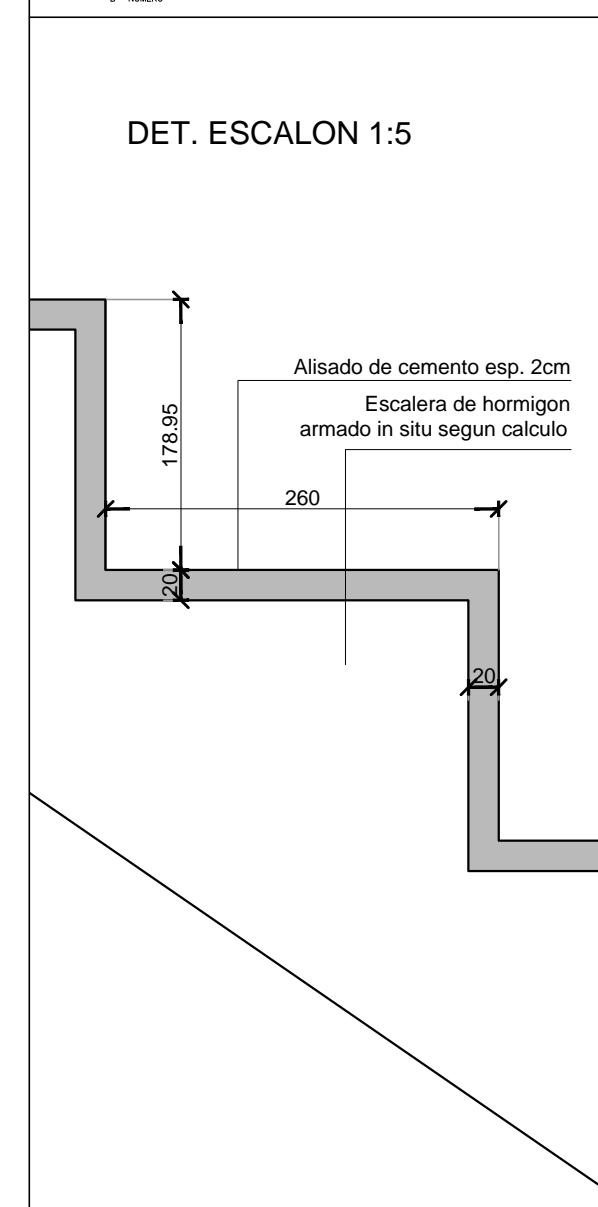 DET. ESCALON 1:5
178.95
Alisado de cemento esp. 2cm
Escalera de hormigon
armado in situ segun calculo
260
20
20